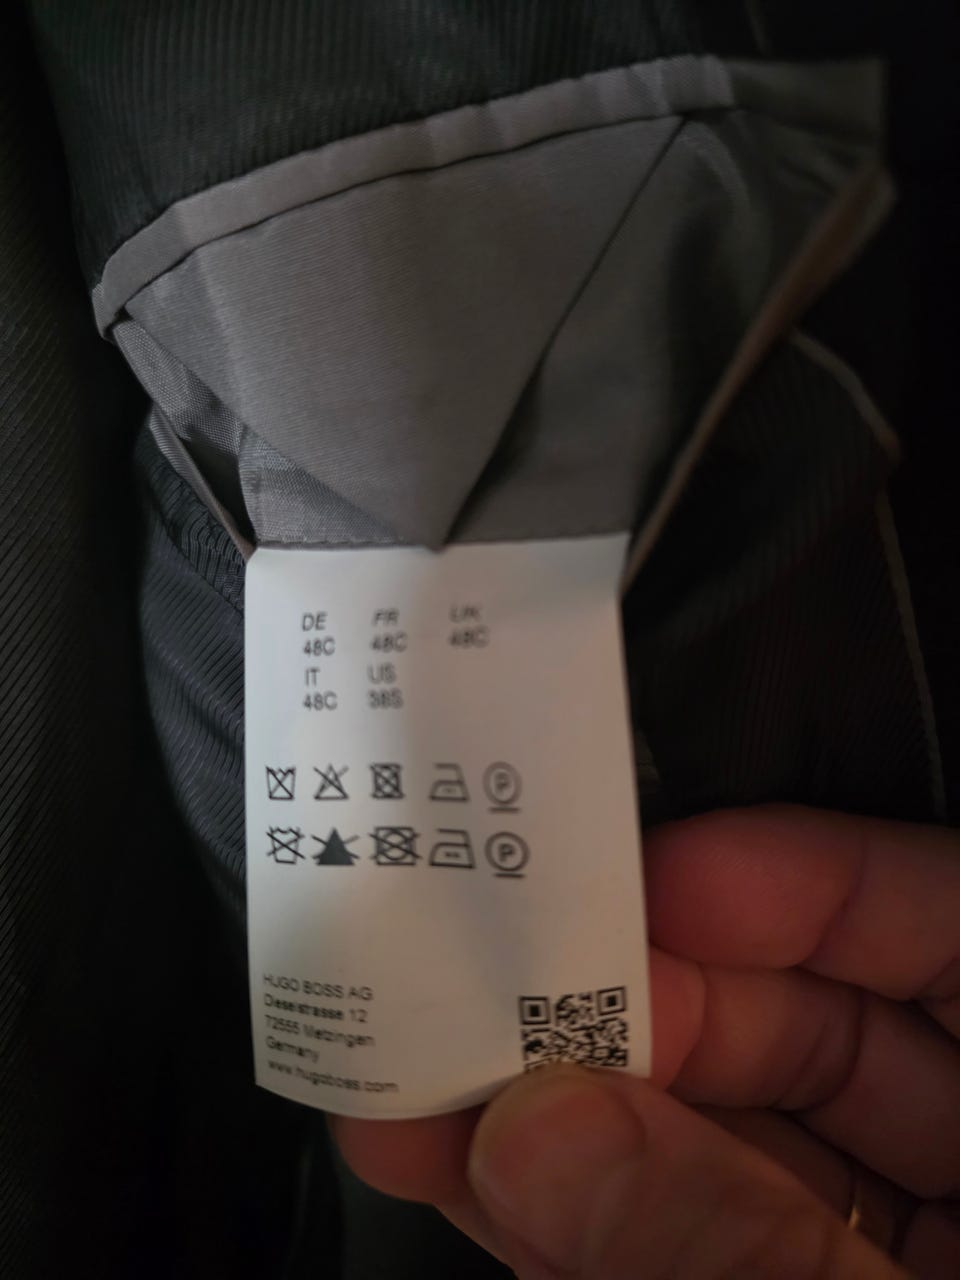 DE FR UK
48C 48C 48C
IT US
48C 38S
P
P
HUGO BOSS AG
Dieselstrasse 12
72555 Metzingen
Germany
www.hugoboss.com